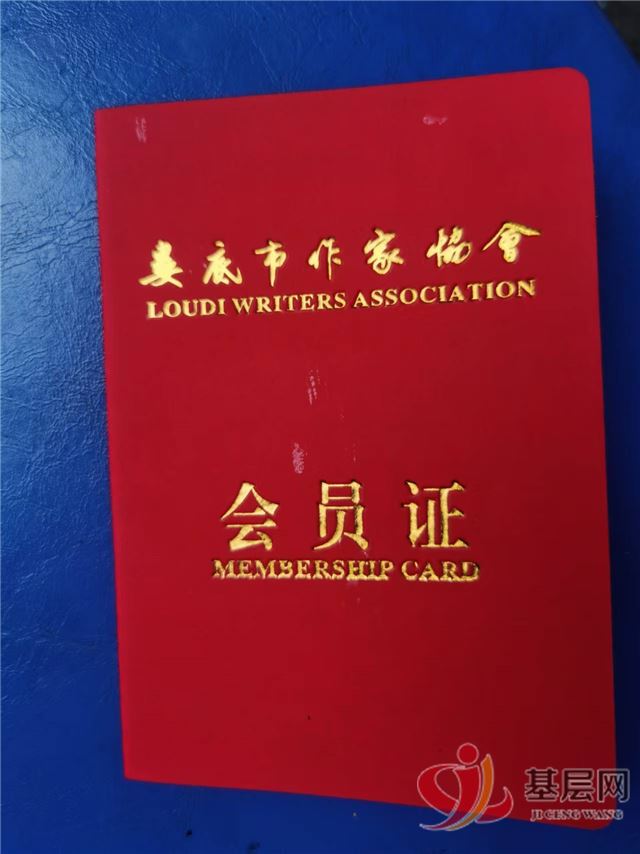 娄底市作家协會
LOUDI WRITERS ASSOCIATION
会员证
MEMBERSHIP CARD
基层网
JI CENG WANG